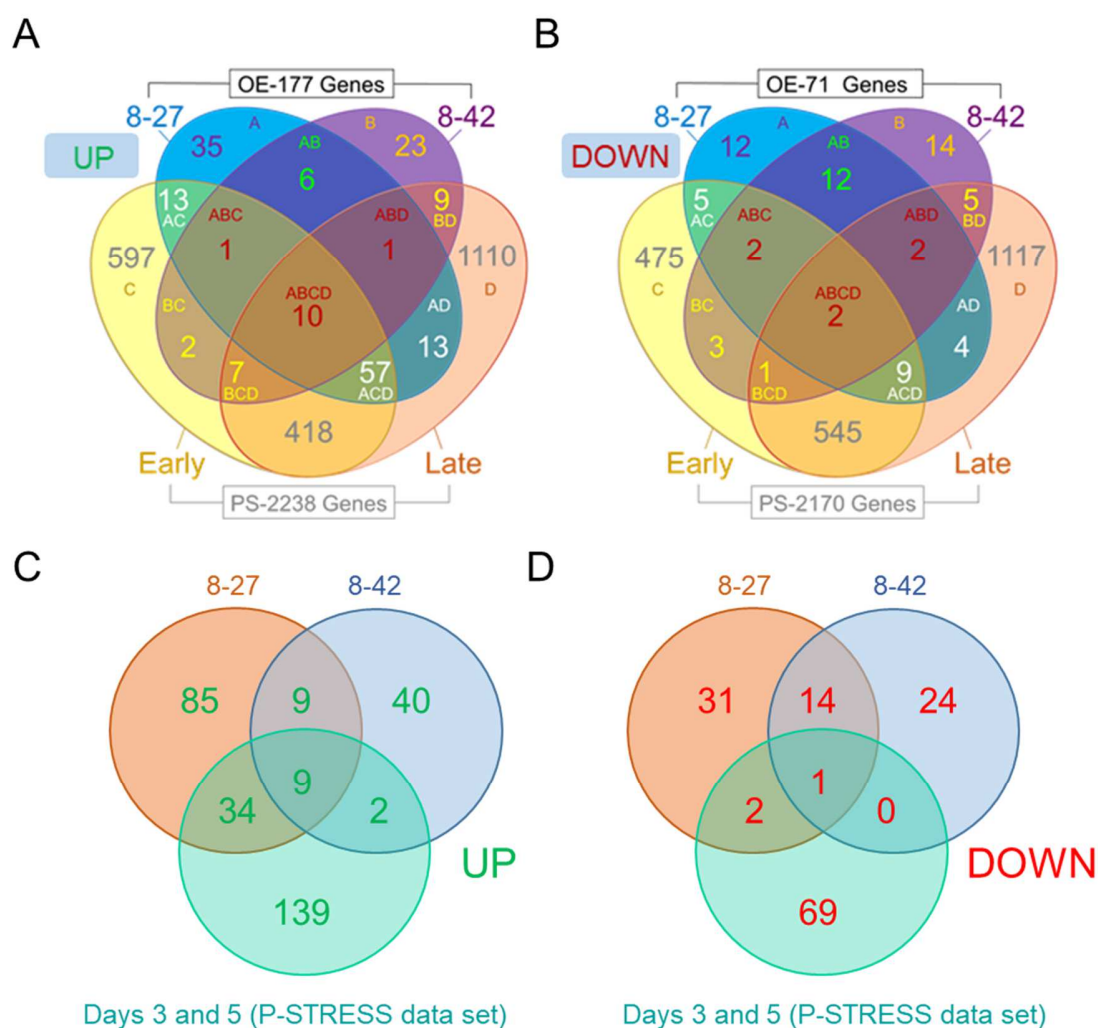 A
OE-177 Genes
8-27
8-42
UP
A
35
AB
6
B
23
13
AC
9
BD
ABC
1
ABD
1
597
C
1110
D
ABCD
10
BC
2
AD
13
7
BCD
57
ACD
418
Early
Late
PS-2238 Genes
B
OE-71 Genes
8-27
8-42
DOWN
A
12
AB
12
B
14
5
AC
5
BD
ABC
2
ABD
2
475
C
1117
D
ABCD
2
BC
3
AD
4
1
BCD
9
ACD
545
Early
Late
PS-2170 Genes
C
8-27
8-42
85
9
40
9
34
2
UP
139
Days 3 and 5 (P-STRESS data set)
D
8-27
8-42
31
14
24
1
2
0
DOWN
69
Days 3 and 5 (P-STRESS data set)